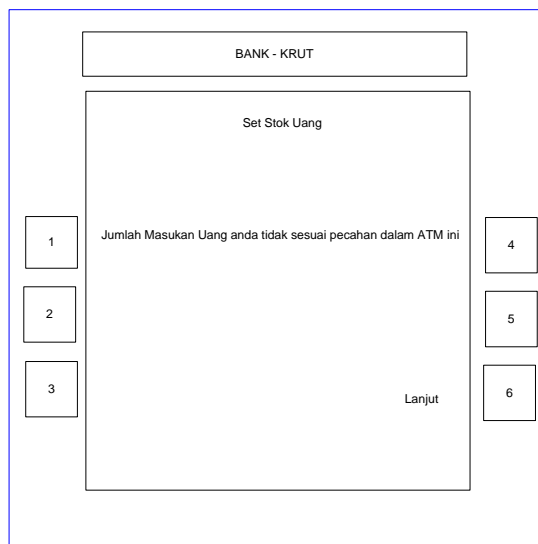 BANK - KRUT
Set Stok Uang
Jumlah Masukan Uang anda tidak sesuai pecahan dalam ATM ini
1
4
2
5
3
Lanjut
6